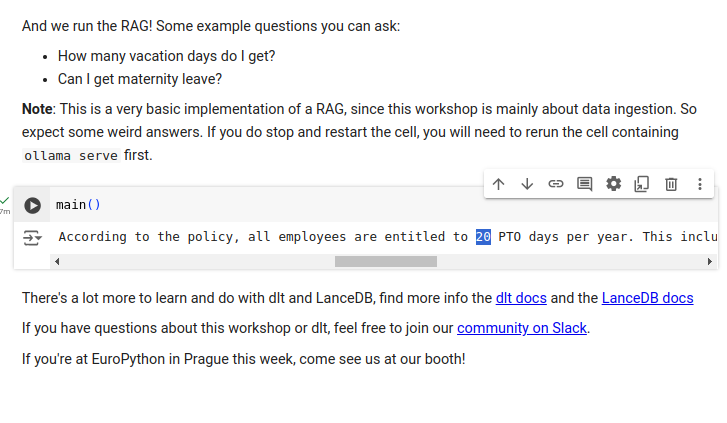 And we run the RAG! Some example questions you can ask:
• How many vacation days do I get?
• Can I get maternity leave?
Note: This is a very basic implementation of a RAG, since this workshop is mainly about data ingestion. So
expect some weird answers. If you do stop and restart the cell, you will need to rerun the cell containing
ollama serve first.
main()
7m
According to the policy, all employees are entitled to 20 PTO days per year. This inclu
There's a lot more to learn and do with dlt and LanceDB, find more info the dlt docs and the LanceDB docs
If you have questions about this workshop or dlt, feel free to join our community on Slack.
If you're at EuroPython in Prague this week, come see us at our booth!